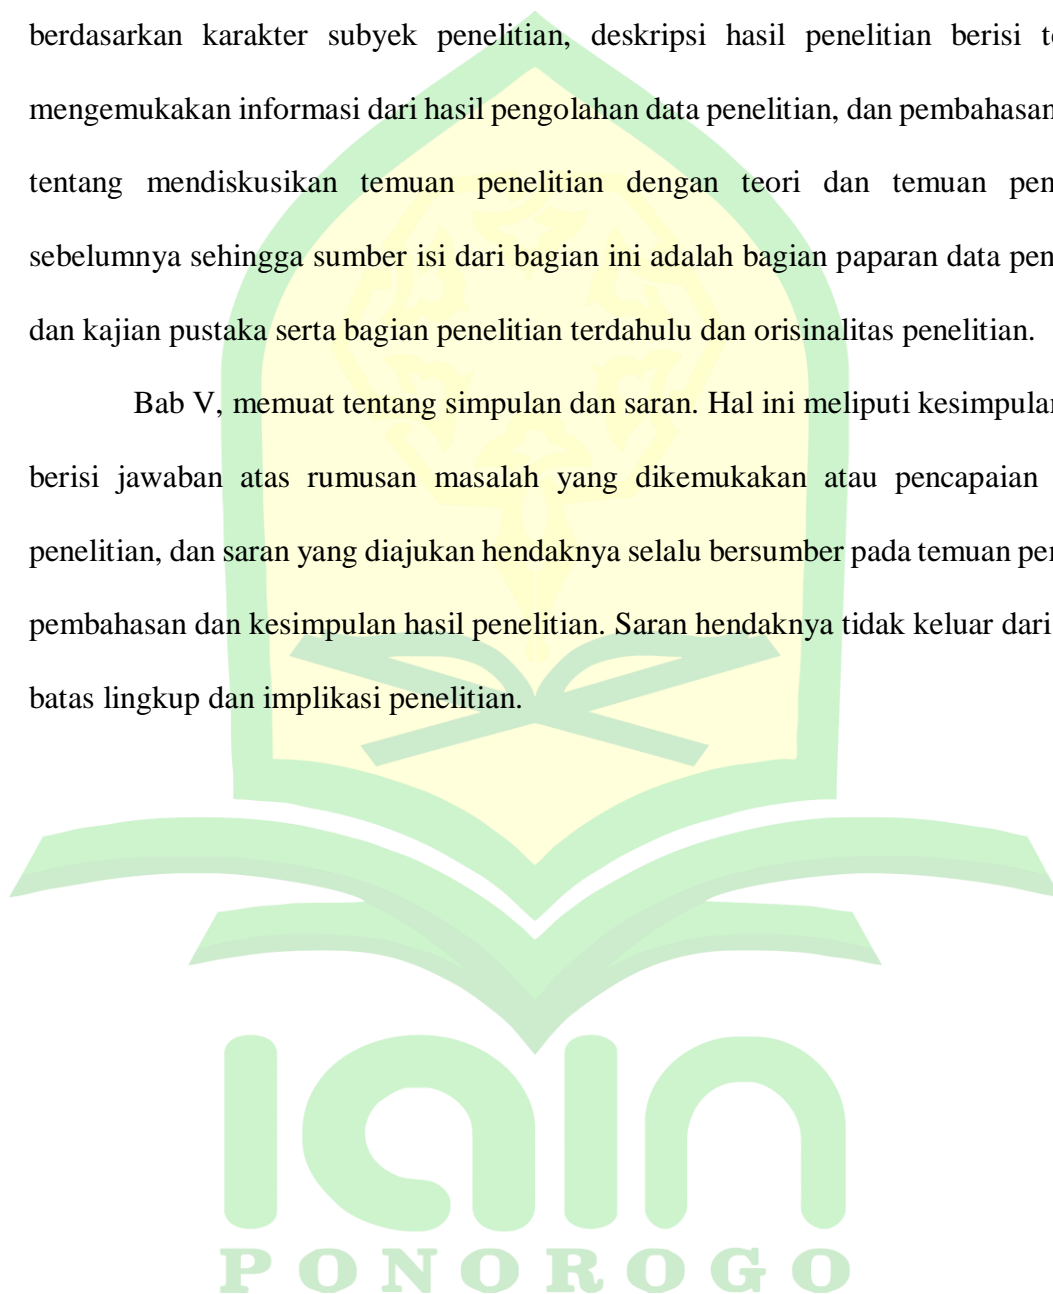 berdasarkan karakter subyek penelitian, deskripsi hasil penelitian berisi
mengemukakan informasi dari hasil pengolahan data penelitian, dan pembahasan
tentang mendiskusikan temuan penelitian dengan teori dan temuan pen
sebelumnya sehingga sumber isi dari bagian ini adalah bagian paparan data pen
dan kajian pustaka serta bagian penelitian terdahulu dan orisinalitas penelitian.
Bab V, memuat tentang simpulan dan saran. Hal ini meliputi kesimpulan
berisi jawaban atas rumusan masalah yang dikemukakan atau pencapaian
penelitian, dan saran yang diajukan hendaknya selalu bersumber pada temuan pe
pembahasan dan kesimpulan hasil penelitian. Saran hendaknya tidak keluar dari
batas lingkup dan implikasi penelitian.
iain
PONOROGO